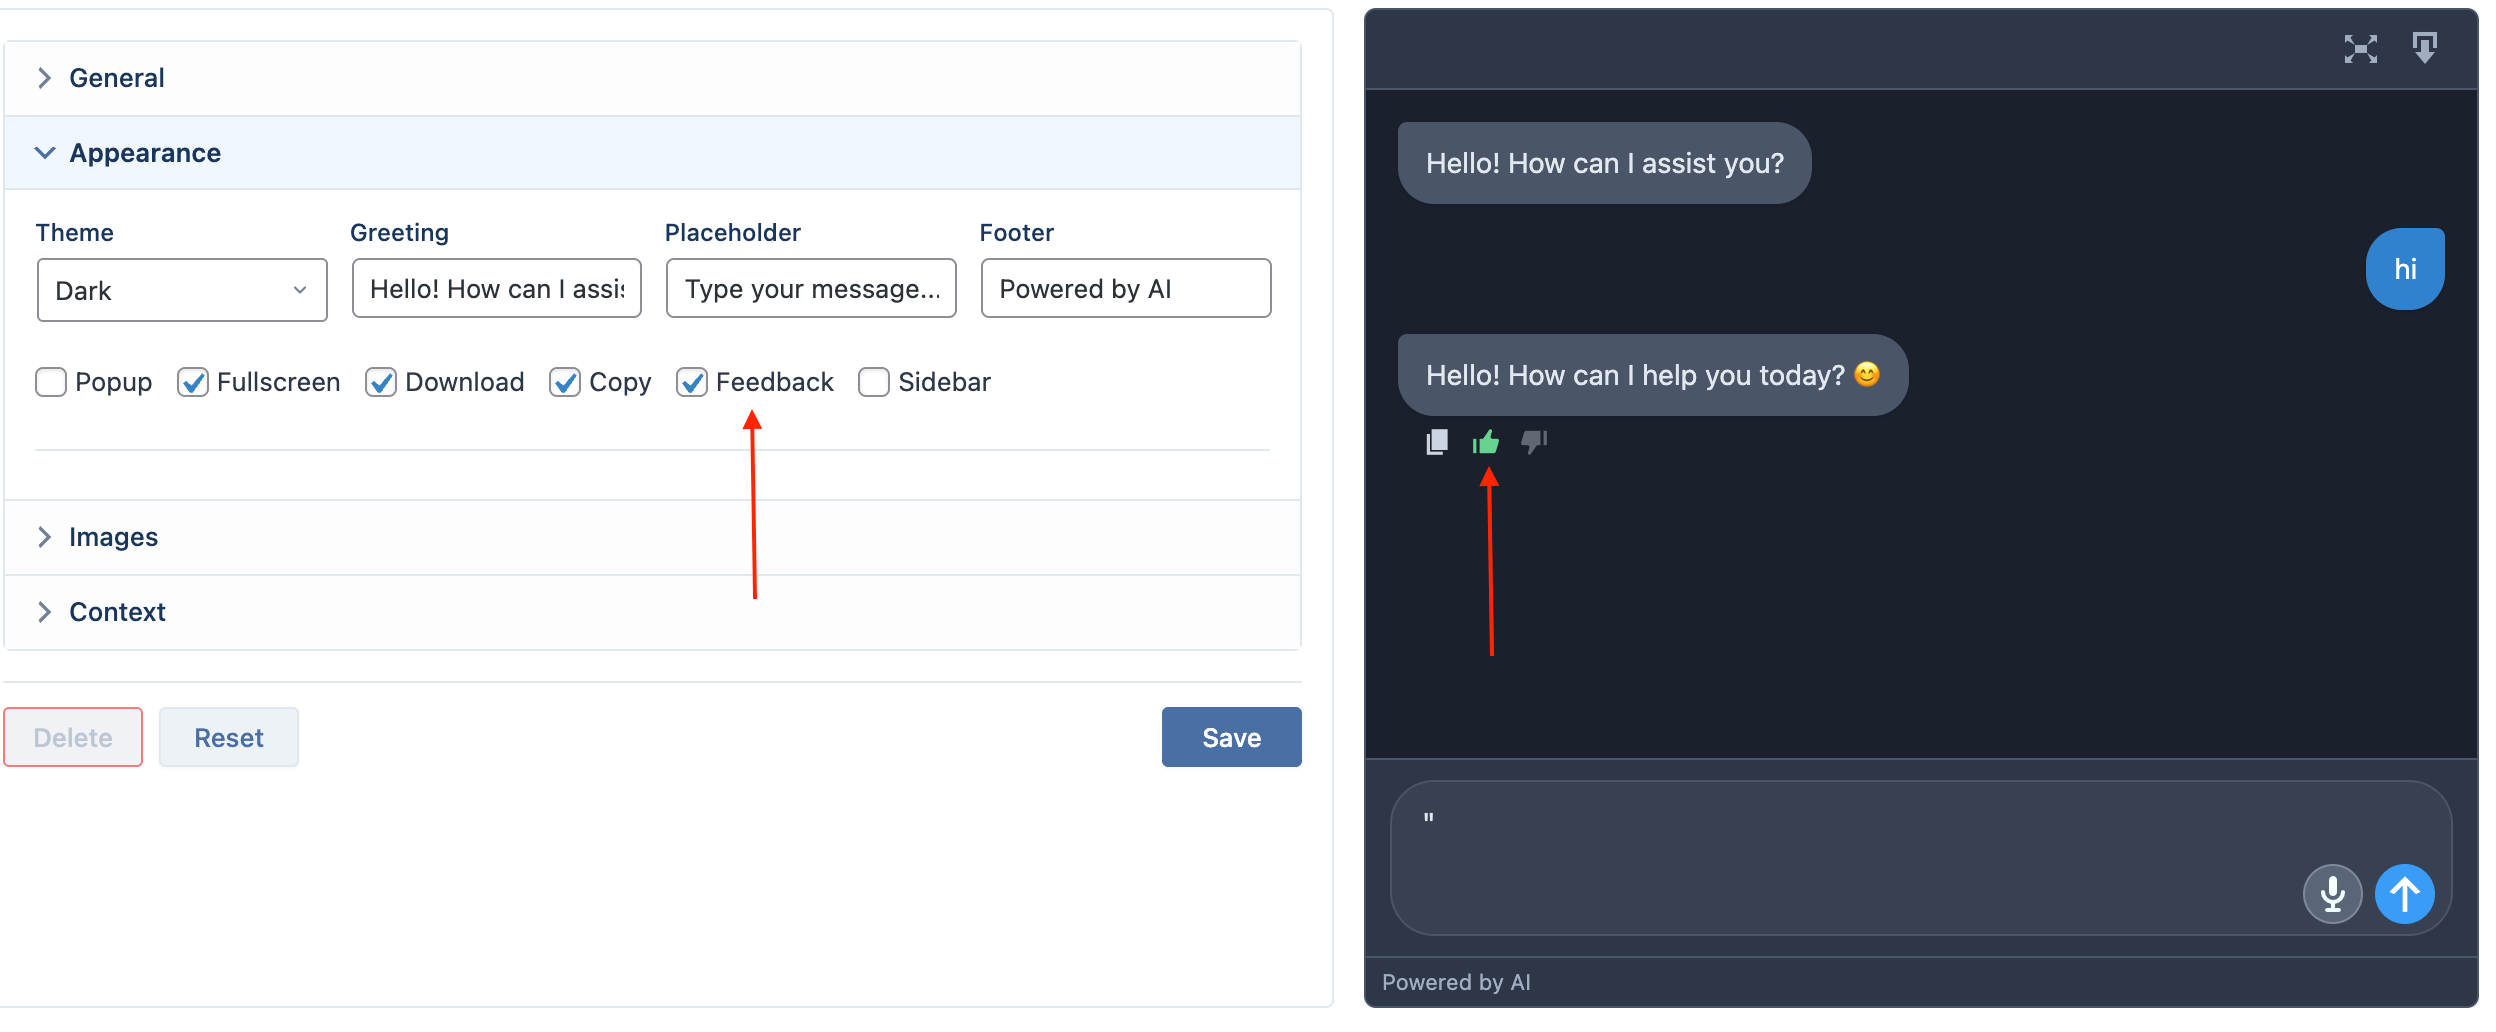 General
Appearance
Theme
Greeting
Placeholder
Footer
Dark
Hello! How can I assi
Type your message...
Powered by AI
Popup
Fullscreen
Download
Copy
Feedback
Sidebar
Images
Context
Delete
Reset
Save
Hello! How can I assist you?
hi
Hello! How can I help you today? 😊
"
Powered by AI